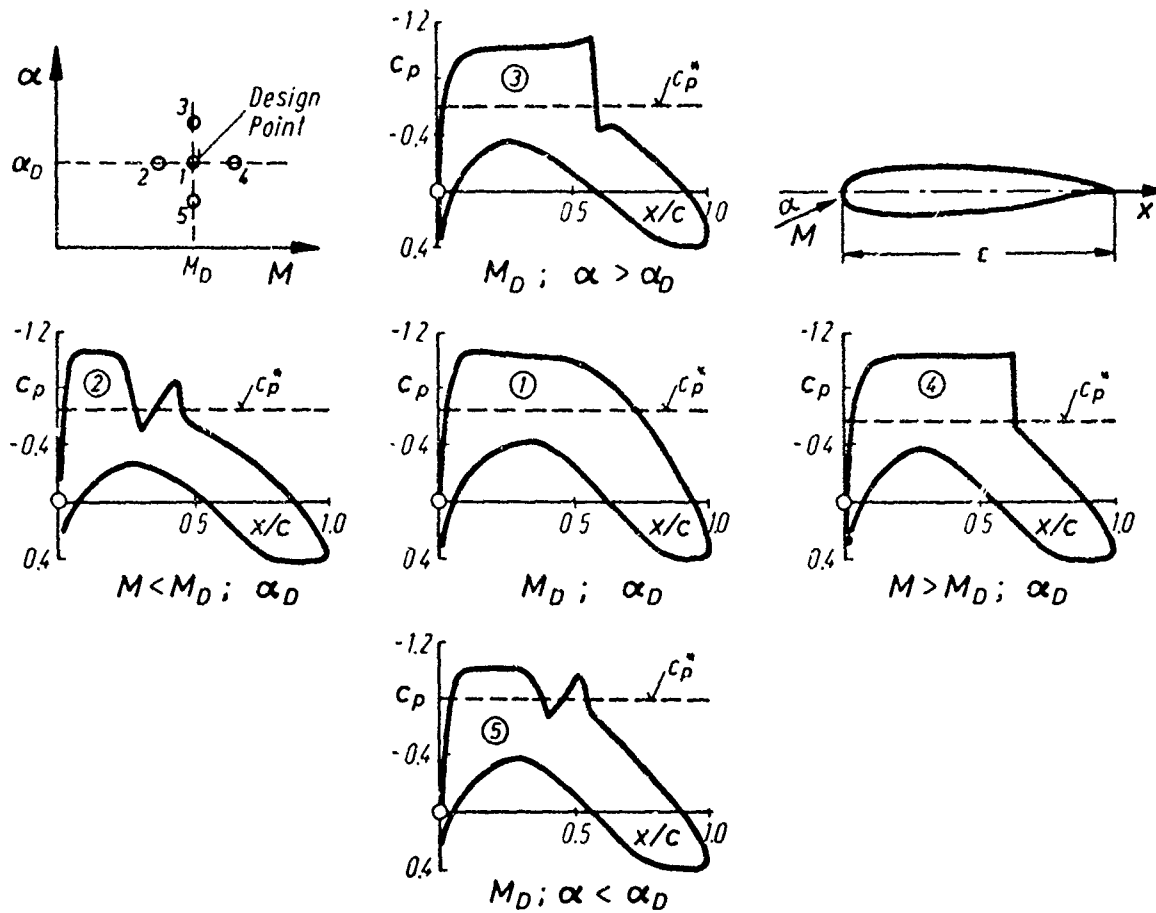 α
3
Design
Point
α_D
2
1
4
5
M_D
M
-1.2
c_p
③
c_p*
-0.4
0.5
x/c
1.0
0.4
M_D ; α > α_D
α
M
x
c
-1.2
c_p
②
c_p*
-0.4
0.5
x/c
1.0
0.4
M < M_D ; α_D
-1.2
c_p
①
c_p*
-0.4
0.5
x/c
1.0
0.4
M_D ; α_D
-1.2
c_p
④
c_p*
-0.4
0.5
x/c
1.0
0.4
M > M_D ; α_D
-1.2
c_p
⑤
c_p*
-0.4
0.5
x/c
1.0
0.4
M_D ; α < α_D